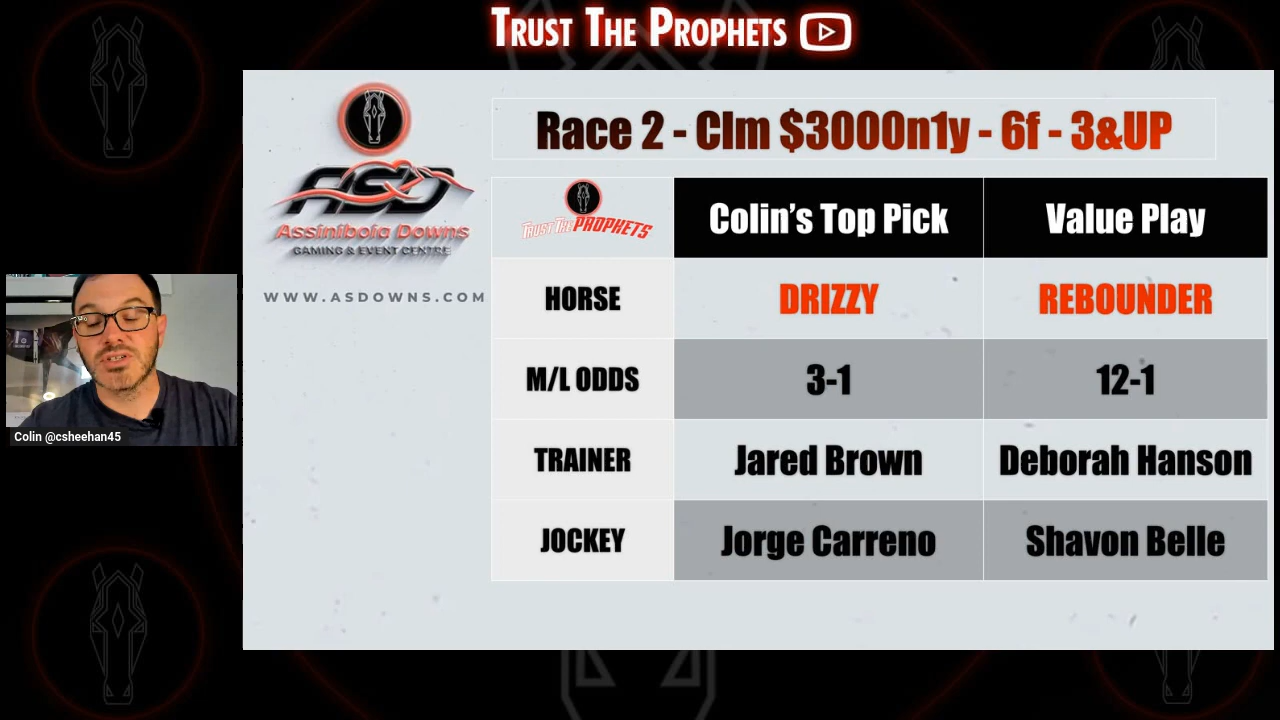 TRUST THE PROPHETS
ASD
Assiniboia Downs
GAMING & EVENT CENTRE
WWW.ASDOWNS.COM
Race 2 - Clm $3000n1y - 6f - 3&UP
TRUST THE PROPHETS
Colin's Top Pick
Value Play
HORSE
DRIZZY
REBOUNDER
M/L ODDS
3-1
12-1
TRAINER
Jared Brown
Deborah Hanson
JOCKEY
Jorge Carreno
Shavon Belle
Colin @csheehan45